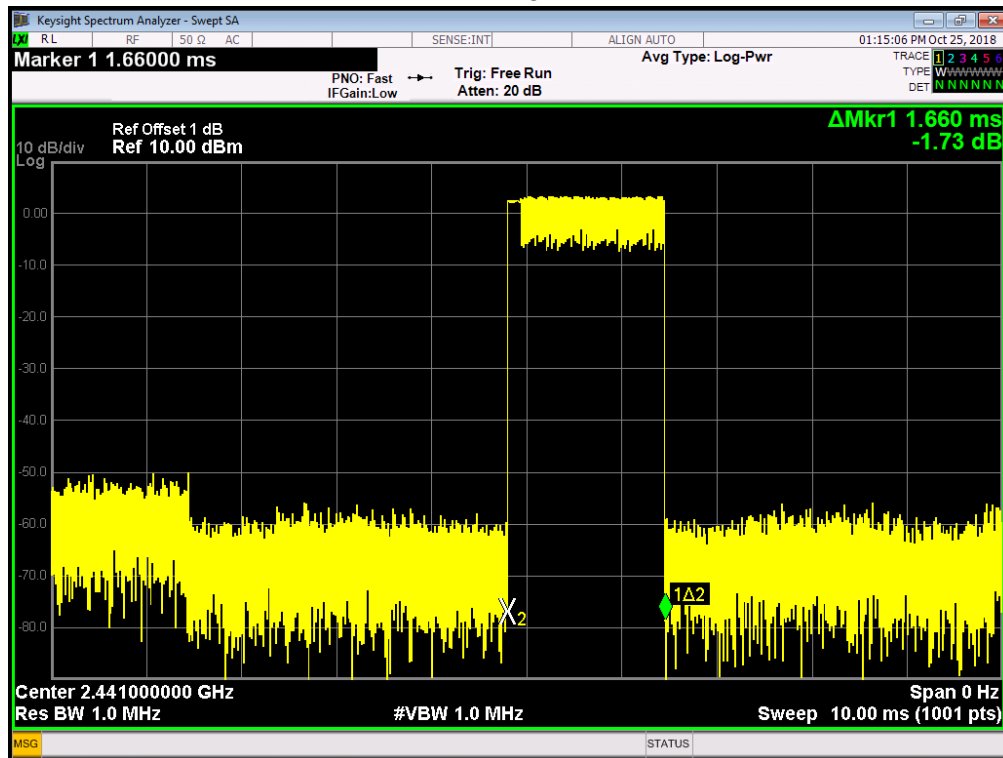 Keysight Spectrum Analyzer - Swept SA
LXI RL RF 50 Ω AC SENSE:INT ALIGN AUTO 01:15:06 PM Oct 25, 2018
Marker 1 1.66000 ms
PNO: Fast
IFGain:Low
Trig: Free Run
Atten: 20 dB
Avg Type: Log-Pwr
TRACE 1 2 3 4 5 6
TYPE WWWWWW
DET N N N N N N
ΔMkr1 1.660 ms
-1.73 dB
Ref Offset 1 dB
10 dB/div Ref 10.00 dBm
Log
0.00
-10.0
-20.0
-30.0
-40.0
-50.0
-60.0
-70.0
-80.0
X2
1Δ2
Center 2.441000000 GHz Span 0 Hz
Res BW 1.0 MHz #VBW 1.0 MHz Sweep 10.00 ms (1001 pts)
MSG STATUS